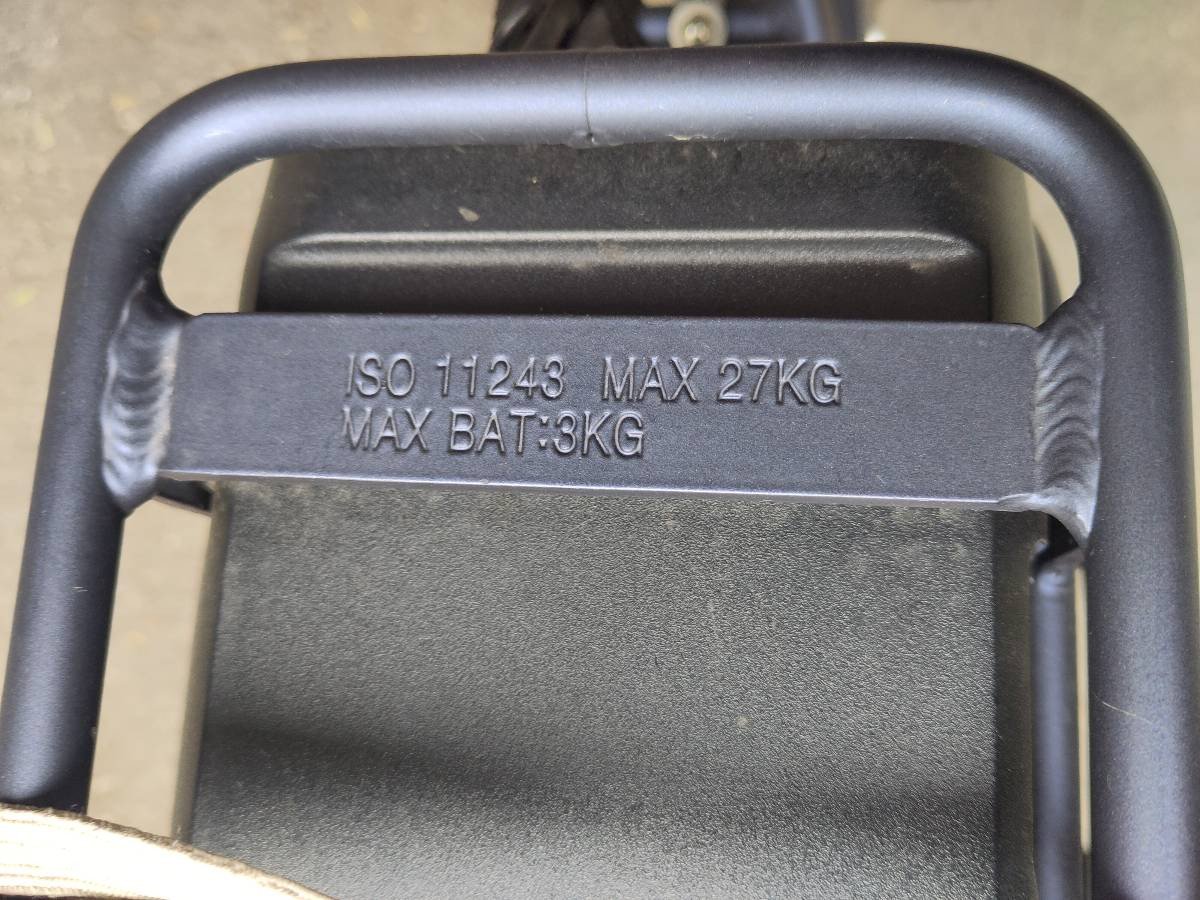 ISO 11243 MAX 27KG
MAX BAT:3KG